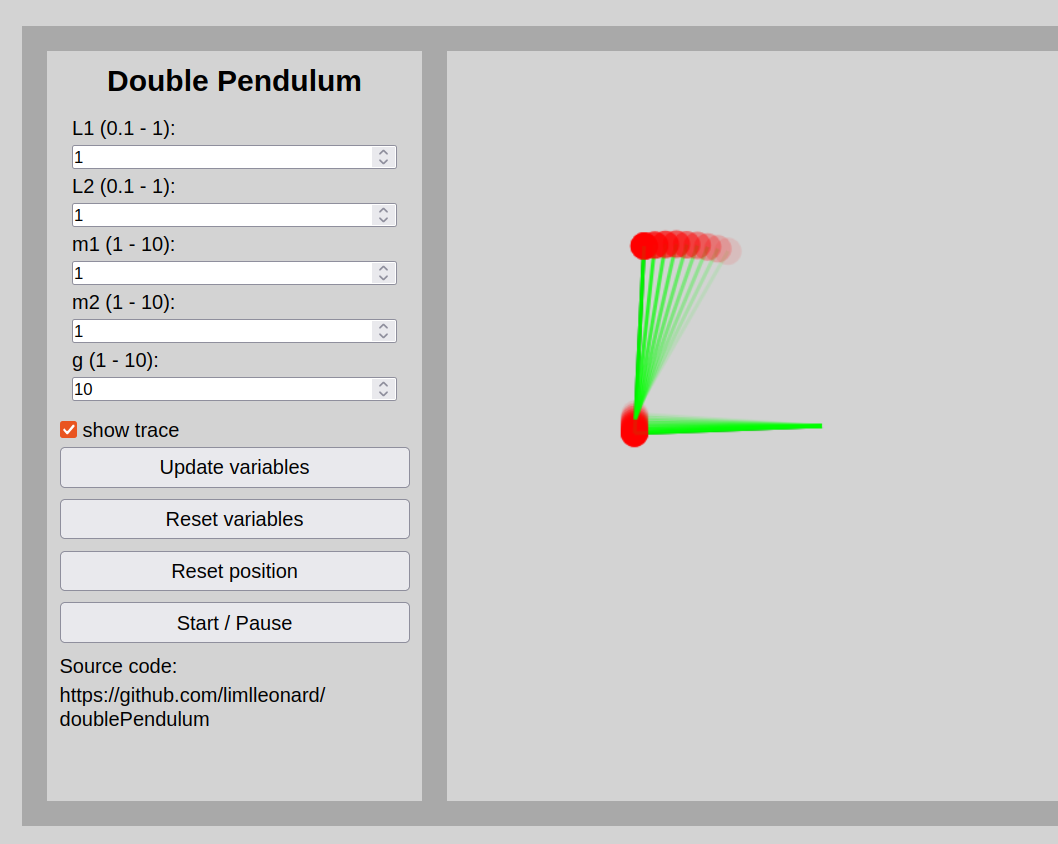 Double Pendulum
L1 (0.1 - 1):
1
L2 (0.1 - 1):
1
m1 (1 - 10):
1
m2 (1 - 10):
1
g (1 - 10):
10
show trace
Update variables
Reset variables
Reset position
Start / Pause
Source code:
https://github.com/limlleonard/
doublePendulum